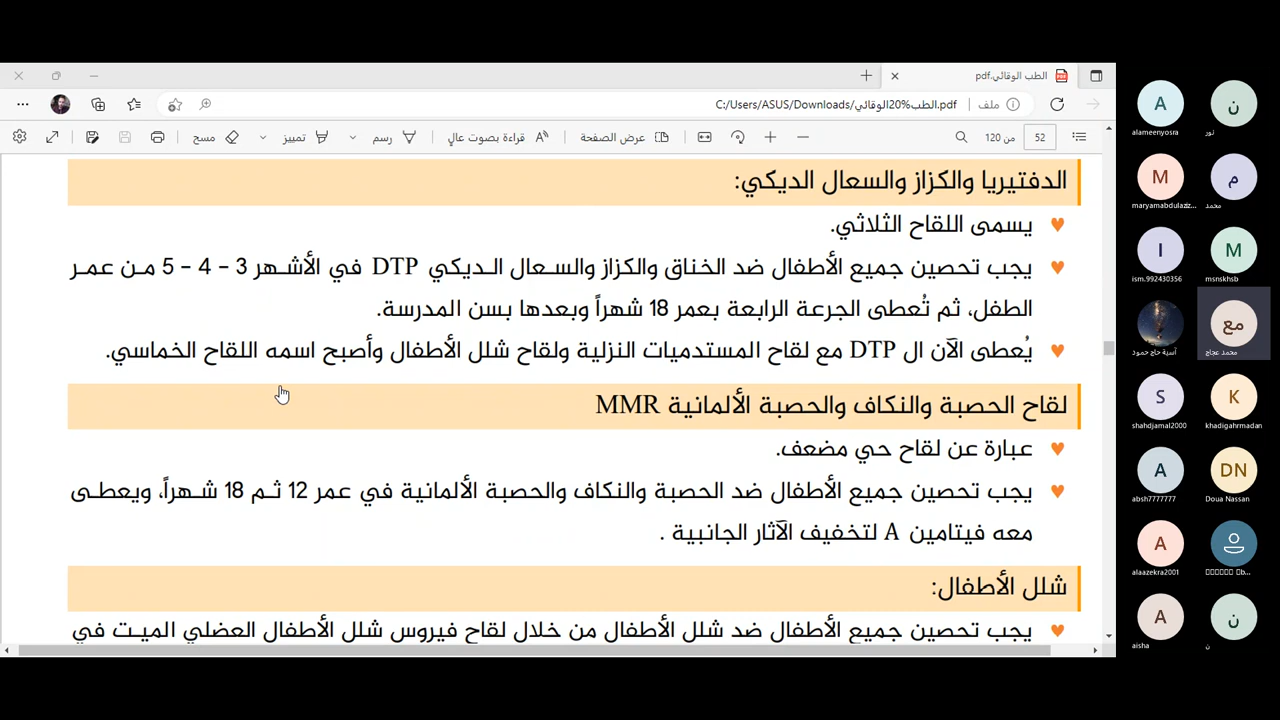 الطب الوقائي.pdf
ملف
C:/Users/ASUS/Downloads/الطب%20الوقائي.pdf
52 من 120
عرض الصفحة
قراءة بصوت عالٍ
رسم
تمييز
مسح
الدفتيريا والكزاز والسعال الديكي:
يسمى اللقاح الثلاثي.
يجب تحصين جميع الأطفال ضد الخناق والكزاز والسعال الديكي DTP في الأشهر 3 - 4 - 5 من عمر
الطفل، ثم تُعطى الجرعة الرابعة بعمر 18 شهراً وبعدها بسن المدرسة.
يُعطى الآن ال DTP مع لقاح المستدميات النزلية ولقاح شلل الأطفال وأصبح اسمه اللقاح الخماسي.
لقاح الحصبة والنكاف والحصبة الألمانية MMR
عبارة عن لقاح حي مضعف.
يجب تحصين جميع الأطفال ضد الحصبة والنكاف والحصبة الألمانية في عمر 12 ثم 18 شهراً، ويعطى
معه فيتامين A لتخفيف الآثار الجانبية .
شلل الأطفال:
يجب تحصين جميع الأطفال ضد شلل الأطفال من خلال لقاح فيروس شلل الأطفال العضلي الميت في
A
alameenyosra
ن
نور
M
maryamabdulaziz...
م
محمد
I
ism.992430356
M
msnskhsb
آسية حاج حمود
مع
محمد عجاج
S
shahdjamal2000
K
khadigahrmadan
A
absh7777777
DN
Doua Nassan
A
alaazekra2001
A
aisha
ن
ن